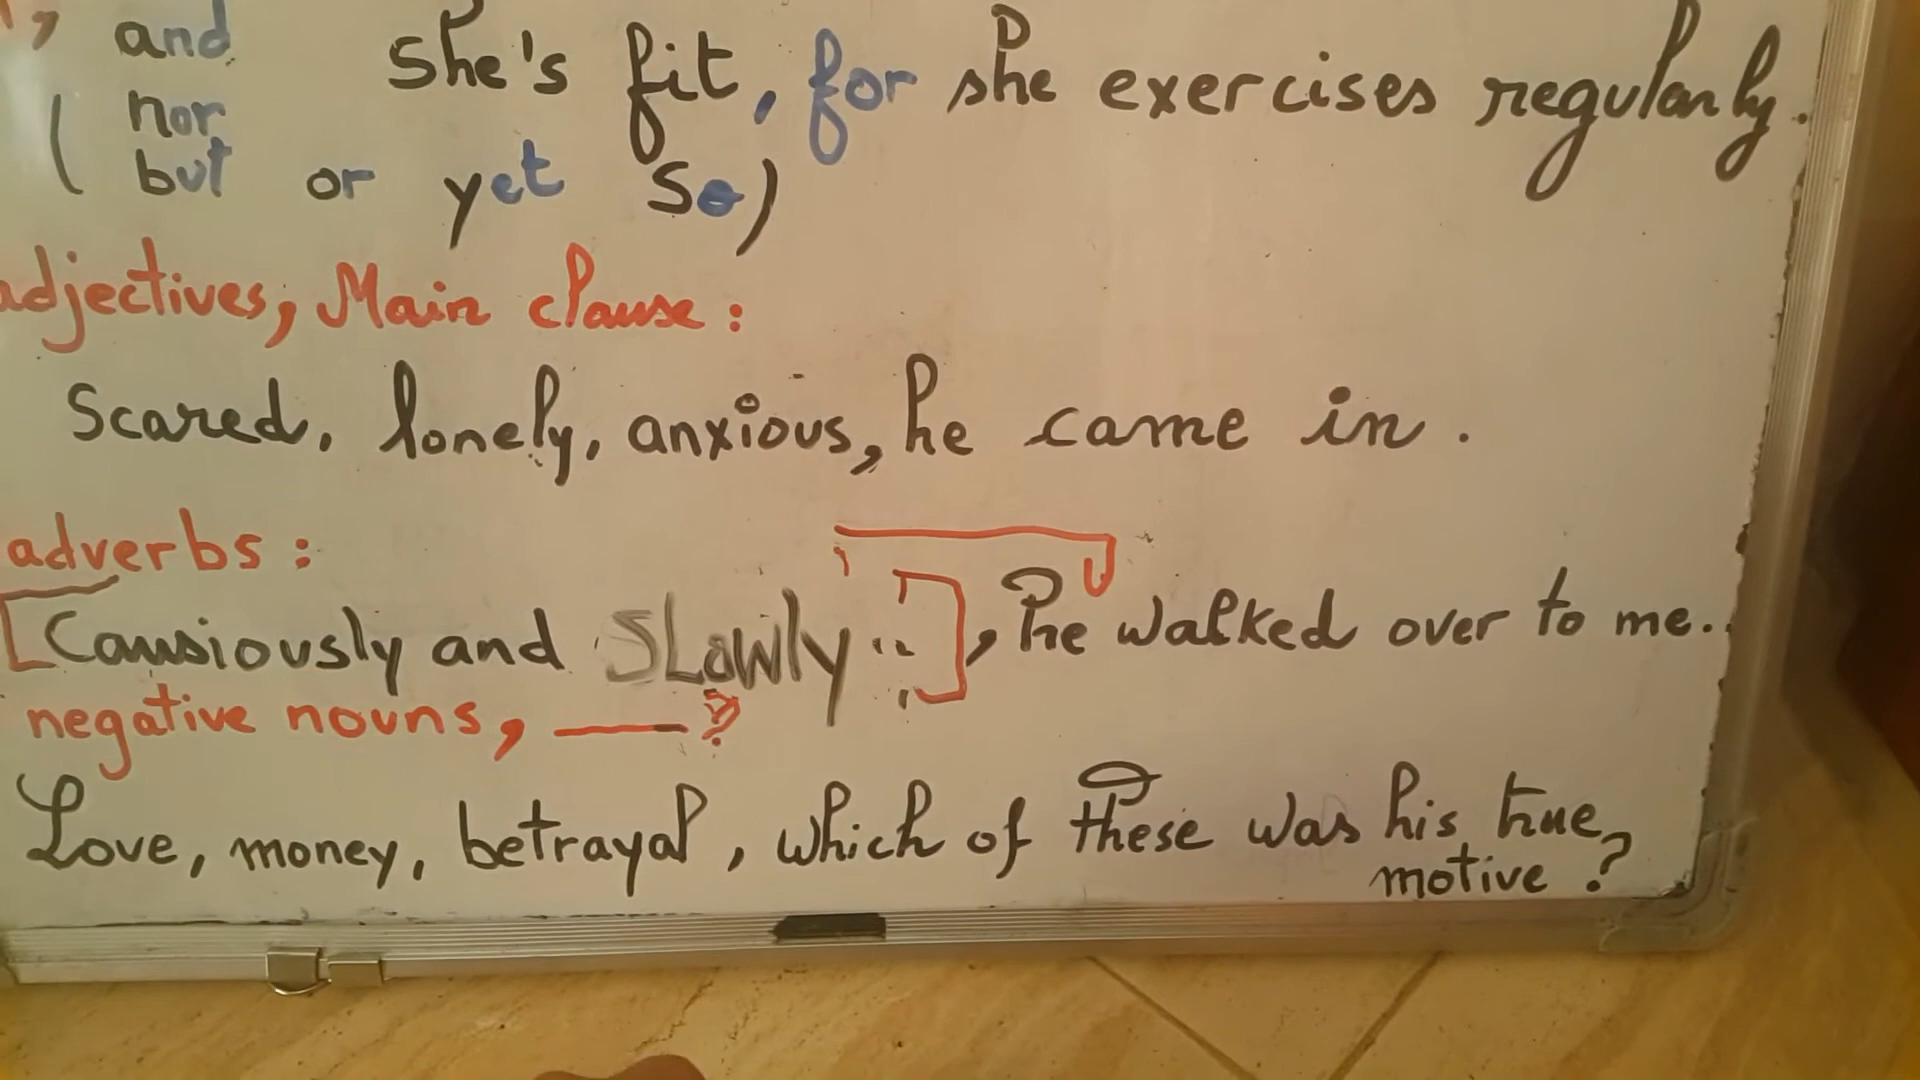 and She's fit, for she exercises regularly.
( nor
but or yet so)
adjectives, Main clause:
Scared, lonely, anxious, he came in.
adverbs:
[Causiously and SLowly..], he walked over to me..
negative nouns, ___?
Love, money, betrayal, which of these was his true
motive?